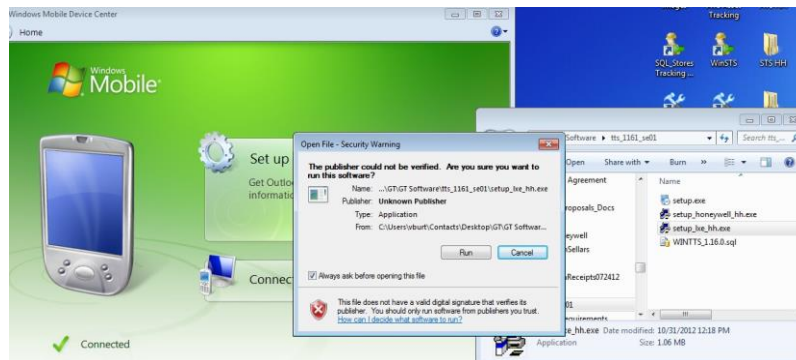 Windows Mobile Device Center
Home
Windows
Mobile
Set up
Get Outlo
informatio
Connec
Connected
Open File - Security Warning
The publisher could not be verified. Are you sure you want to
run this software?
Name: ...\GT\GT Software\tts_1161_se01\setup_lxe_hh.exe
Publisher: Unknown Publisher
Type: Application
From: C:\Users\vburt\Contacts\Desktop\GT\GT Softwar...
Run
Cancel
Always ask before opening this file
This file does not have a valid digital signature that verifies its
publisher. You should only run software from publishers you trust.
How can I decide what software to run?
Tracking
SQL_Stores
Tracking ...
WinSTS
STS HH
Software
tts_1161_se01
Search tts_...
Open
Share with
Burn
»
Agreement
roposals_Docs
eywell
Sellars
Receipts072412
01
equirements
Name
setup.exe
setup_honeywell_hh.exe
setup_lxe_hh.exe
WINTTS_1.16.0.sql
xe_hh.exe Date modified: 10/31/2012 12:18 PM
Application
Size: 1.06 MB